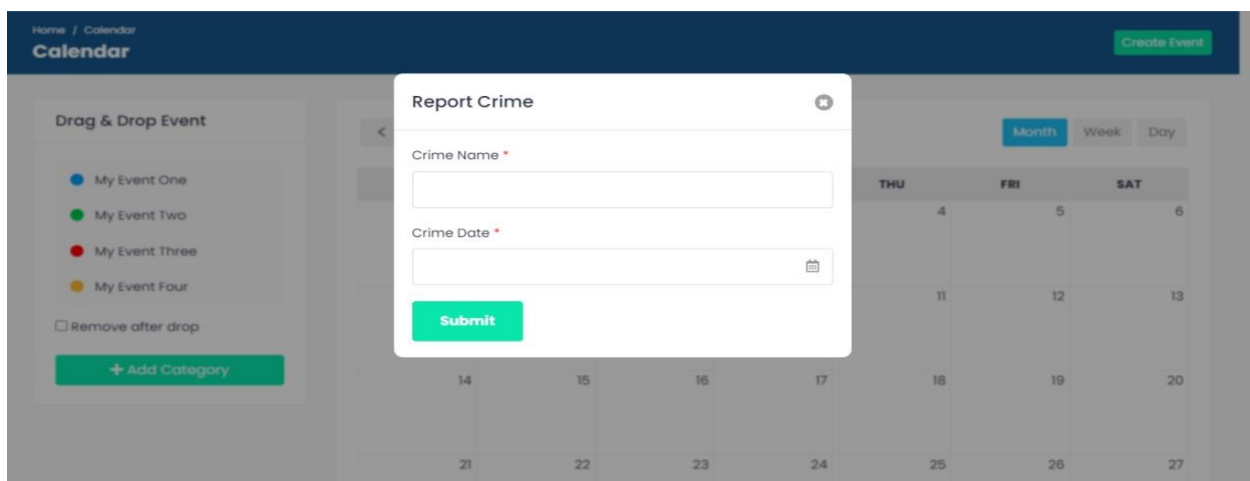 Home / Calendar
Calendar
Create Event
Drag & Drop Event
My Event One
My Event Two
My Event Three
My Event Four
Remove after drop
+ Add Category
Report Crime
Crime Name *
Crime Date *
Submit
<
Month Week Day
THU FRI SAT
4 5 6
11 12 13
14 15 16 17 18 19 20
21 22 23 24 25 26 27